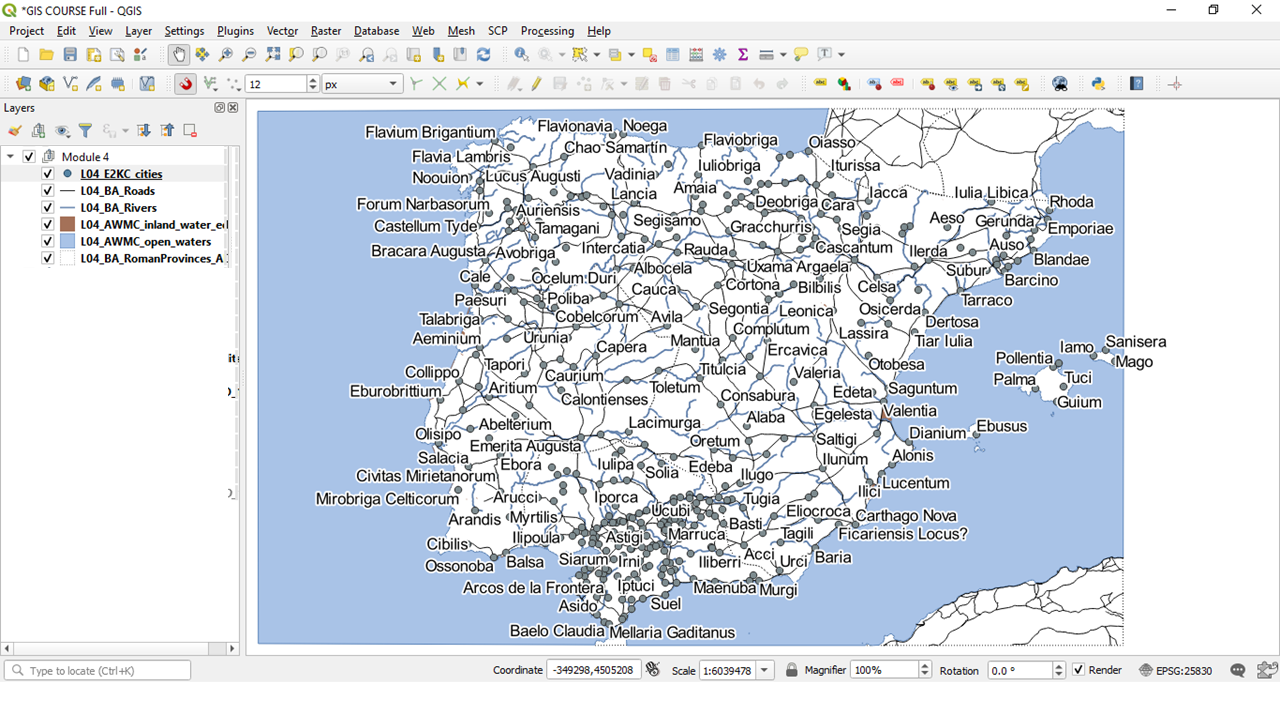 *GIS COURSE Full - QGIS
Project Edit View Layer Settings Plugins Vector Raster Database Web Mesh SCP Processing Help
12 px
Layers
Module 4
L04_E2KC_cities
L04_BA_Roads
L04_BA_Rivers
L04_AWMC_inland_water_ed
L04_AWMC_open_waters
L04_BA_RomanProvinces_A
Flavium Brigantium Flavionavia Noega
Flaviobriga Oiasso
Chao Samartín
Flavia Lambris Iuliobriga Iturissa
Noouion Lucus Augusti Vadinia
Lancia Amaia Iacca Iulia Libica
Forum Narbasorum Auriensis Deobriga Cara Rhoda
Castellum Tyde Tamagani Segisamo Gracchurris Segia Aeso Gerunda Emporiae
Bracara Augusta Avobriga Intercatia Rauda Cascantum Ilerda Auso Blandae
Cale Ocelum Duri Albocela Uxama Argaela Subur Barcino
Paesuri Poliba Cauca Cortona Bilbilis Celsa Tarraco
Talabriga Cobelcorum Avila Segontia Leonica Osicerda Dertosa
Aeminium Urunia Capera Mantua Complutum Lassira Tiar Iulia Iamo Sanisera
Collippo Tapori Caurium Titulcia Ercavica Otobesa Pollentia Mago
Eburobrittium Aritium Calontienses Toletum Valeria Edeta Saguntum Palma Tuci
Consabura Guium
Abelterium Lacimurga Alaba Egelesta Valentia
Olisipo Emerita Augusta Oretum Saltigi Dianium Ebusus
Salacia Ebora Iulipa Solia Edeba Ilunum Alonis
Civitas Mirietanorum Ilugo Lucentum
Mirobriga Celticorum Arucci Iporca Tugia Ilici
Arandis Myrtilis Ucubi Basti Eliocroca Carthago Nova
Cibilis Ilipoula Astigi Marruca Tagili Ficariensis Locus?
Ossonoba Balsa Siarum Irni Iliberri Acci Urci Baria
Arcos de la Frontera Iptuci Maenuba Murgi
Asido Suel
Baelo Claudia Mellaria Gaditanus
Type to locate (Ctrl+K) Coordinate -349298,4505208 Scale 1:6039478 Magnifier 100% Rotation 0.0 ° Render EPSG:25830